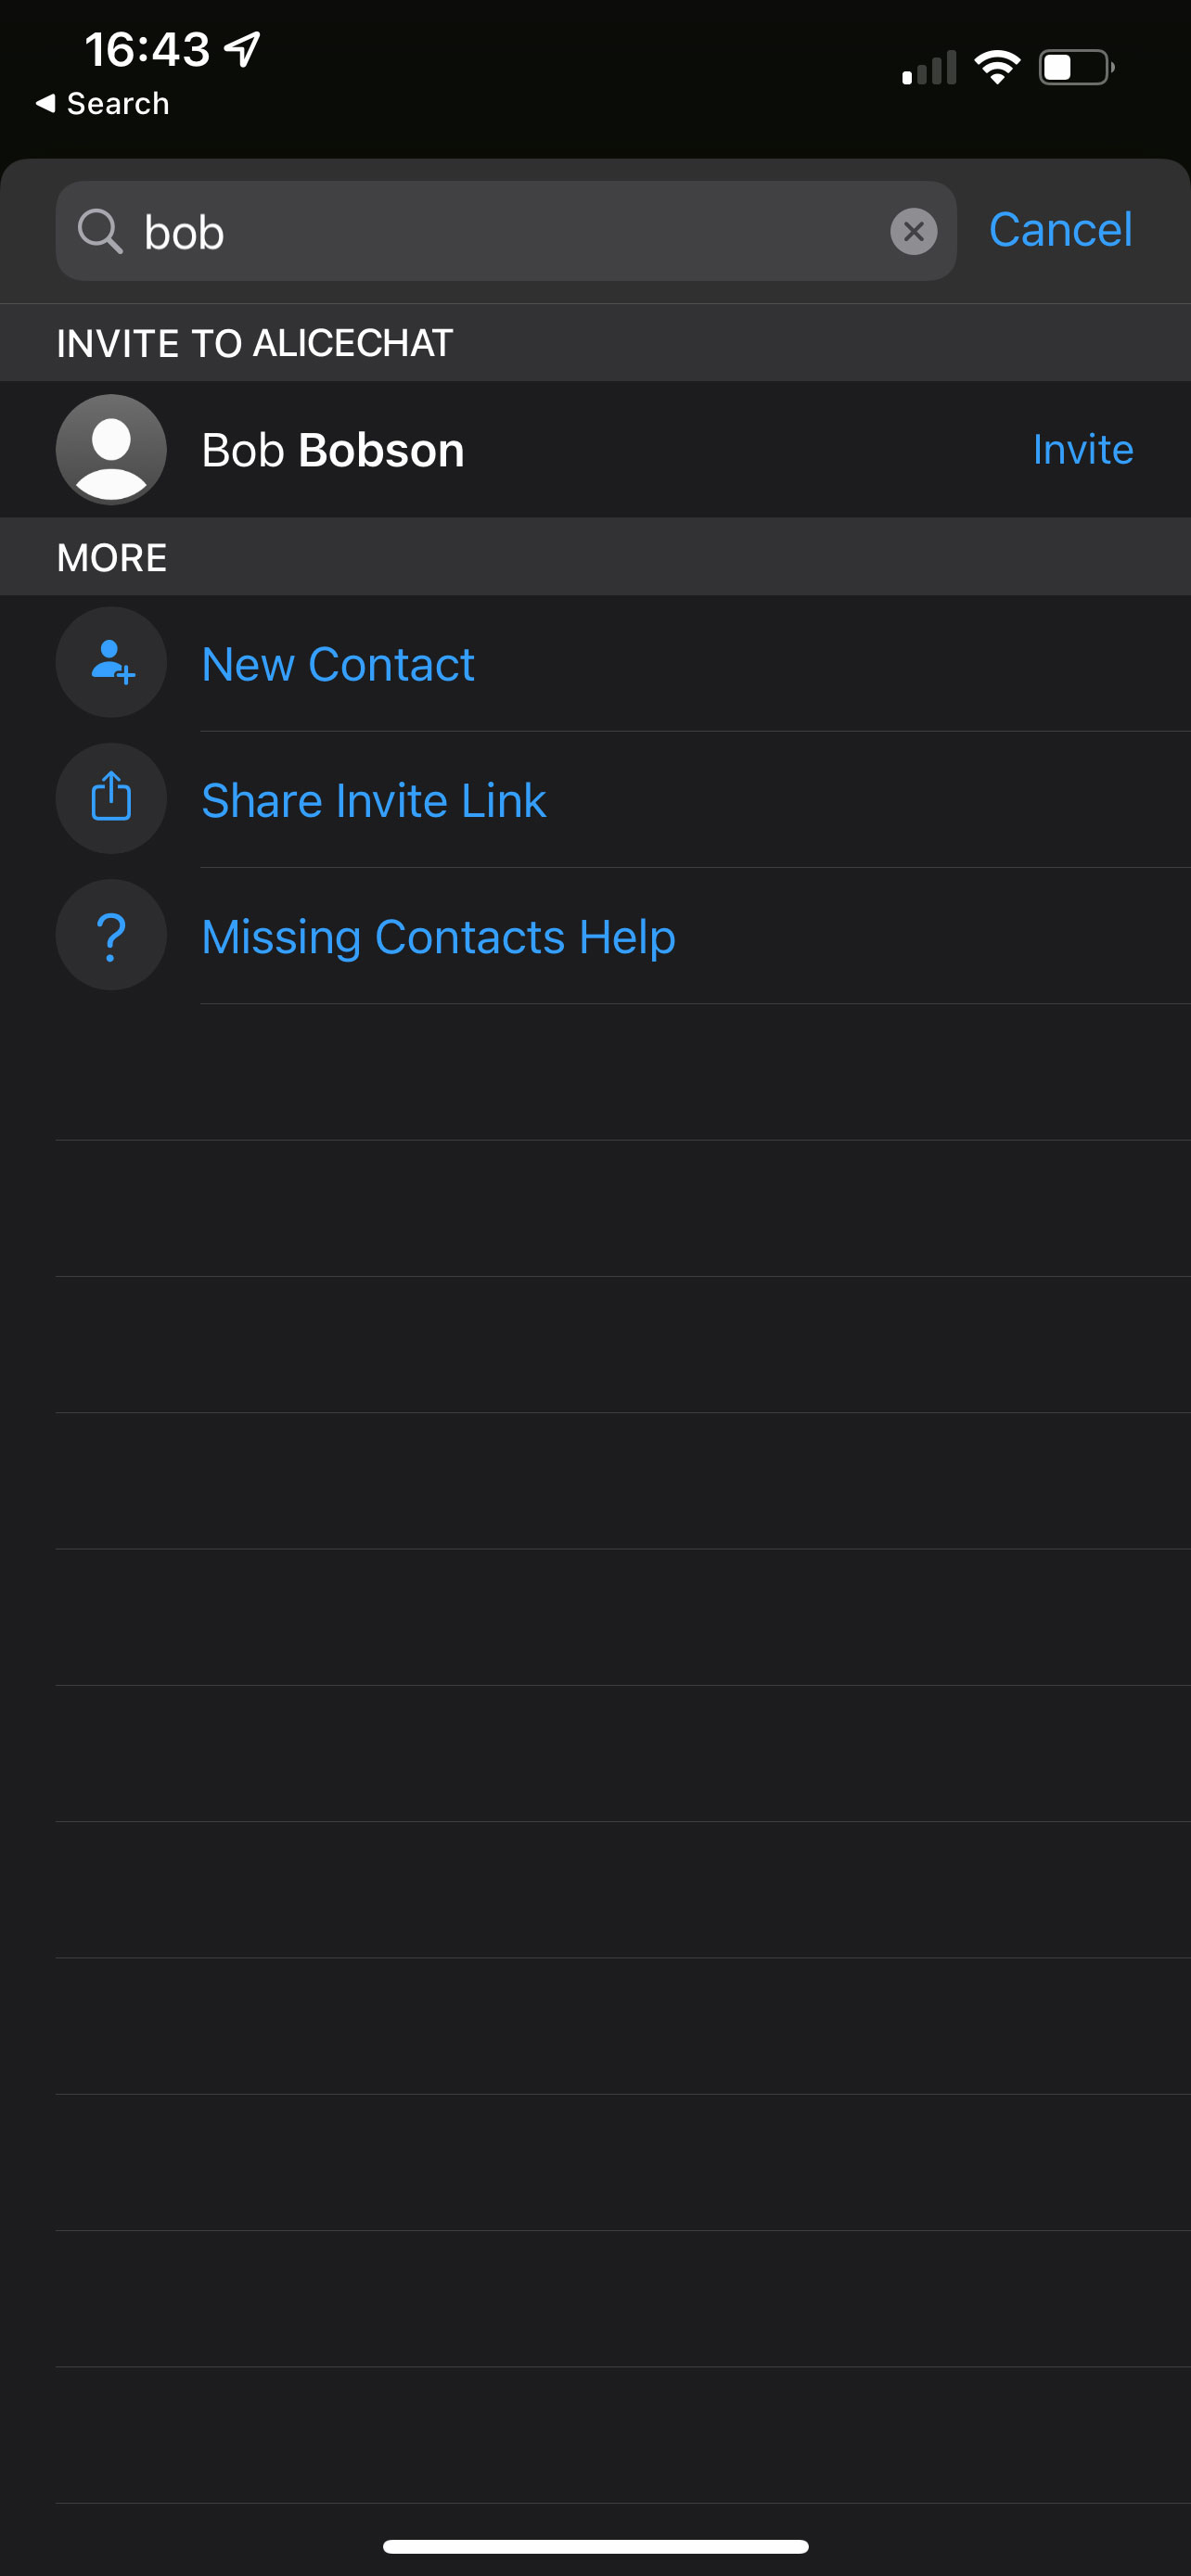 16:43
Search
bob
Cancel
INVITE TO ALICECHAT
Bob Bobson
Invite
MORE
New Contact
Share Invite Link
Missing Contacts Help